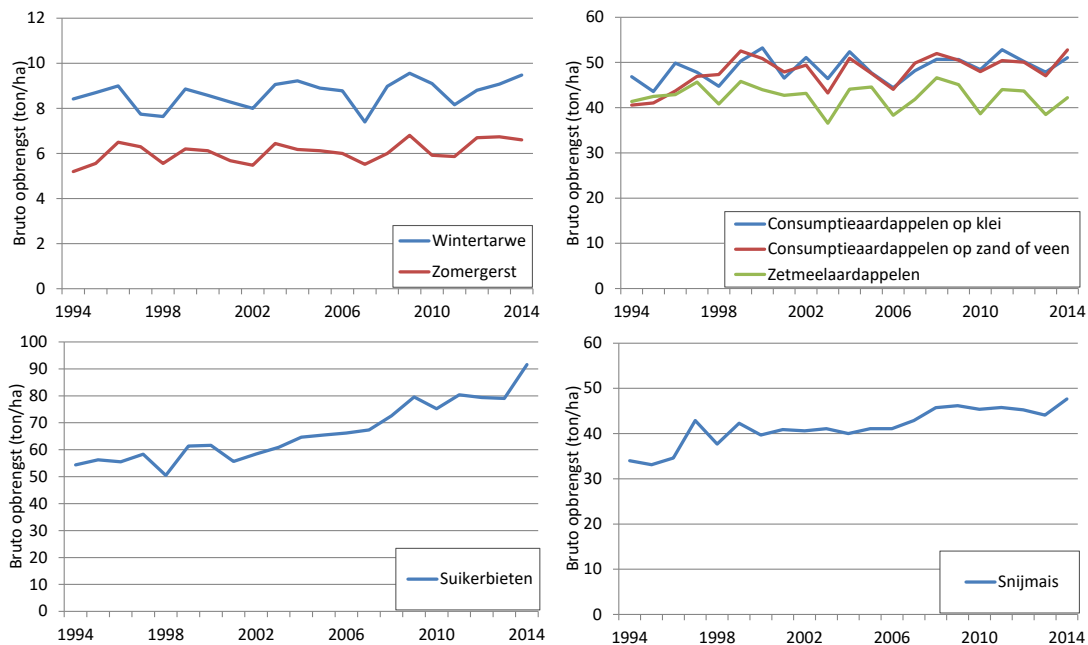 Bruto opbrengst (ton/ha)
12
10
8
6
4
2
0
Wintertarwe
Zomergerst
1994 1998 2002 2006 2010 2014
Bruto opbrengst (ton/ha)
60
50
40
30
20
10
0
Consumptieaardappelen op klei
Consumptieaardappelen op zand of veen
Zetmeelaardappelen
1994 1998 2002 2006 2010 2014
Bruto opbrengst (ton/ha)
100
90
80
70
60
50
40
30
20
10
0
Suikerbieten
1994 1998 2002 2006 2010 2014
Bruto opbrengst (ton/ha)
60
50
40
30
20
10
0
Snijmais
1994 1998 2002 2006 2010 2014